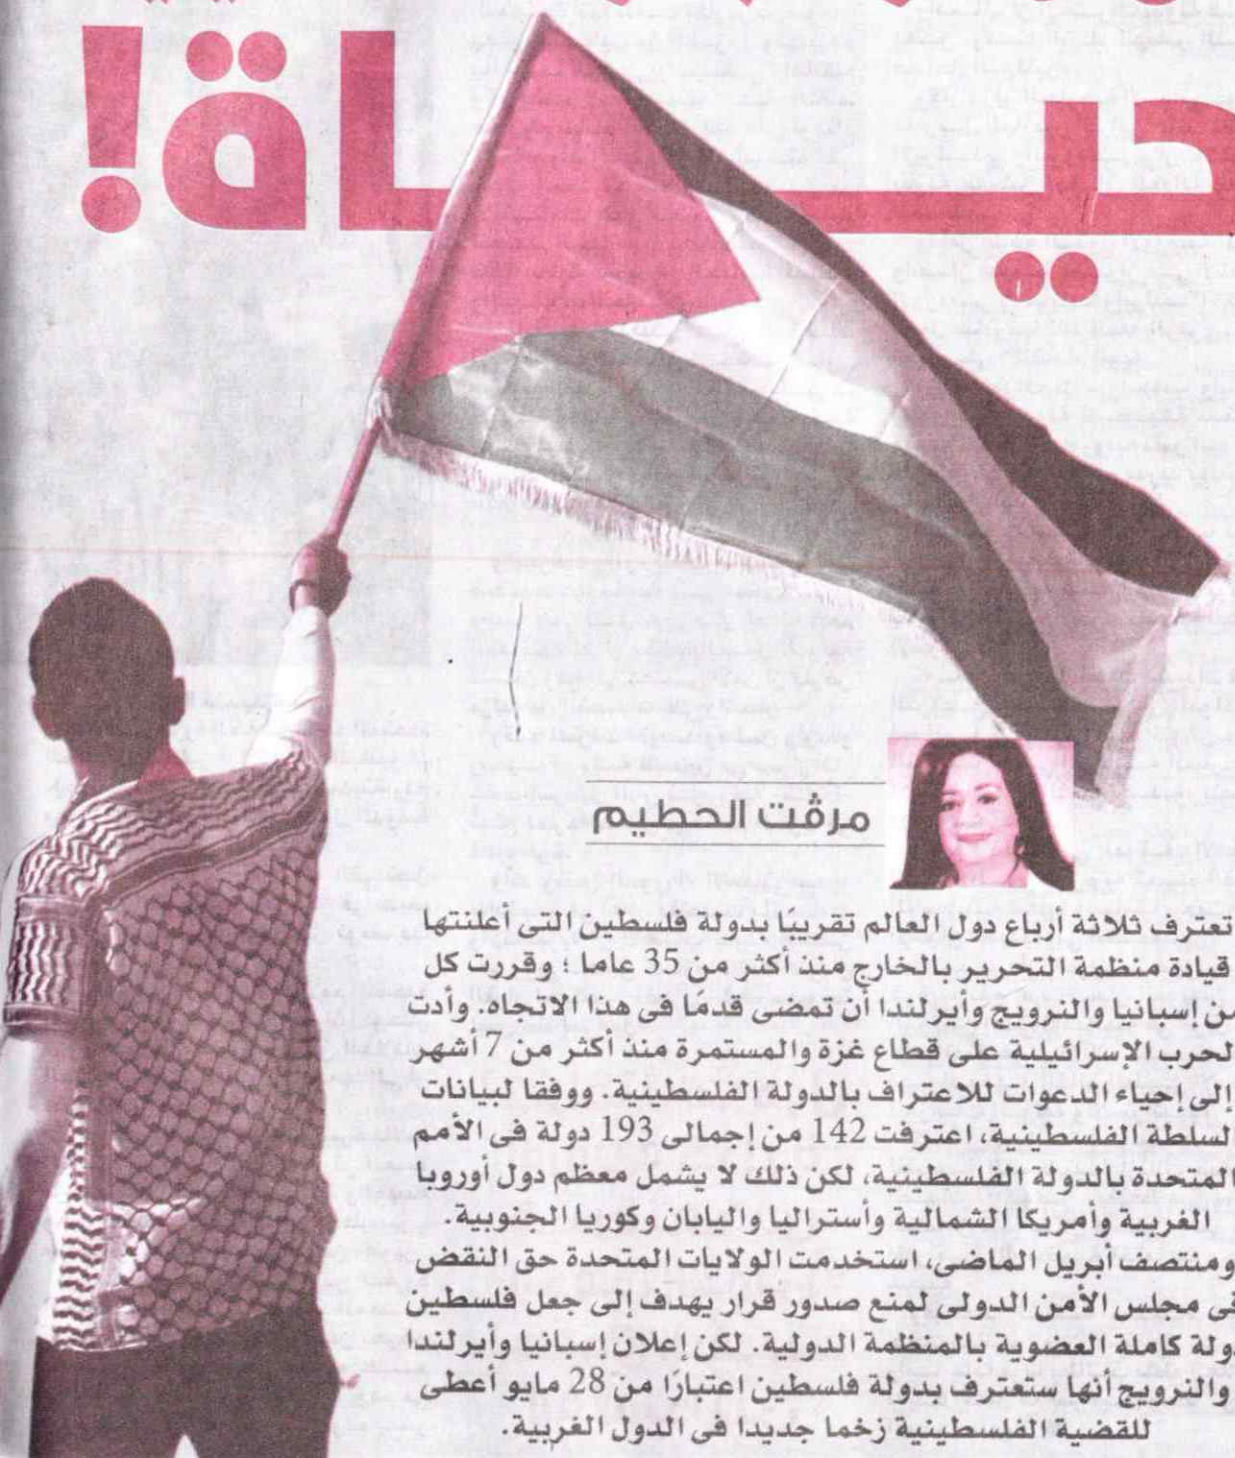 حيـاة!
مرڤت الحطيم
تعترف ثلاثة أرباع دول العالم تقريبًا بدولة فلسطين التى أعلنتها
قيادة منظمة التحرير بالخارج منذ أكثر من 35 عاما ؛ وقررت كل
من إسبانيا والنرويج وأيرلندا أن تمضى قدمًا فى هذا الاتجاه. وأدت
لحرب الإسرائيلية على قطاع غزة والمستمرة منذ أكثر من 7 أشهر
إلى إحياء الدعوات للاعتراف بالدولة الفلسطينية. ووفقا لبيانات
السلطة الفلسطينية، اعترفت 142 من إجمالى 193 دولة فى الأمم
المتحدة بالدولة الفلسطينية، لكن ذلك لا يشمل معظم دول أوروبا
الغربية وأمريكا الشمالية وأستراليا واليابان وكوريا الجنوبية.
ومنتصف أبريل الماضى، استخدمت الولايات المتحدة حق النقض
فى مجلس الأمن الدولى لمنع صدور قرار يهدف إلى جعل فلسطين
ولة كاملة العضوية بالمنظمة الدولية. لكن إعلان إسبانيا وأيرلندا
والنرويج أنها ستعترف بدولة فلسطين اعتبارًا من 28 مايو أعطى
للقضية الفلسطينية زخما جديدا فى الدول الغربية.